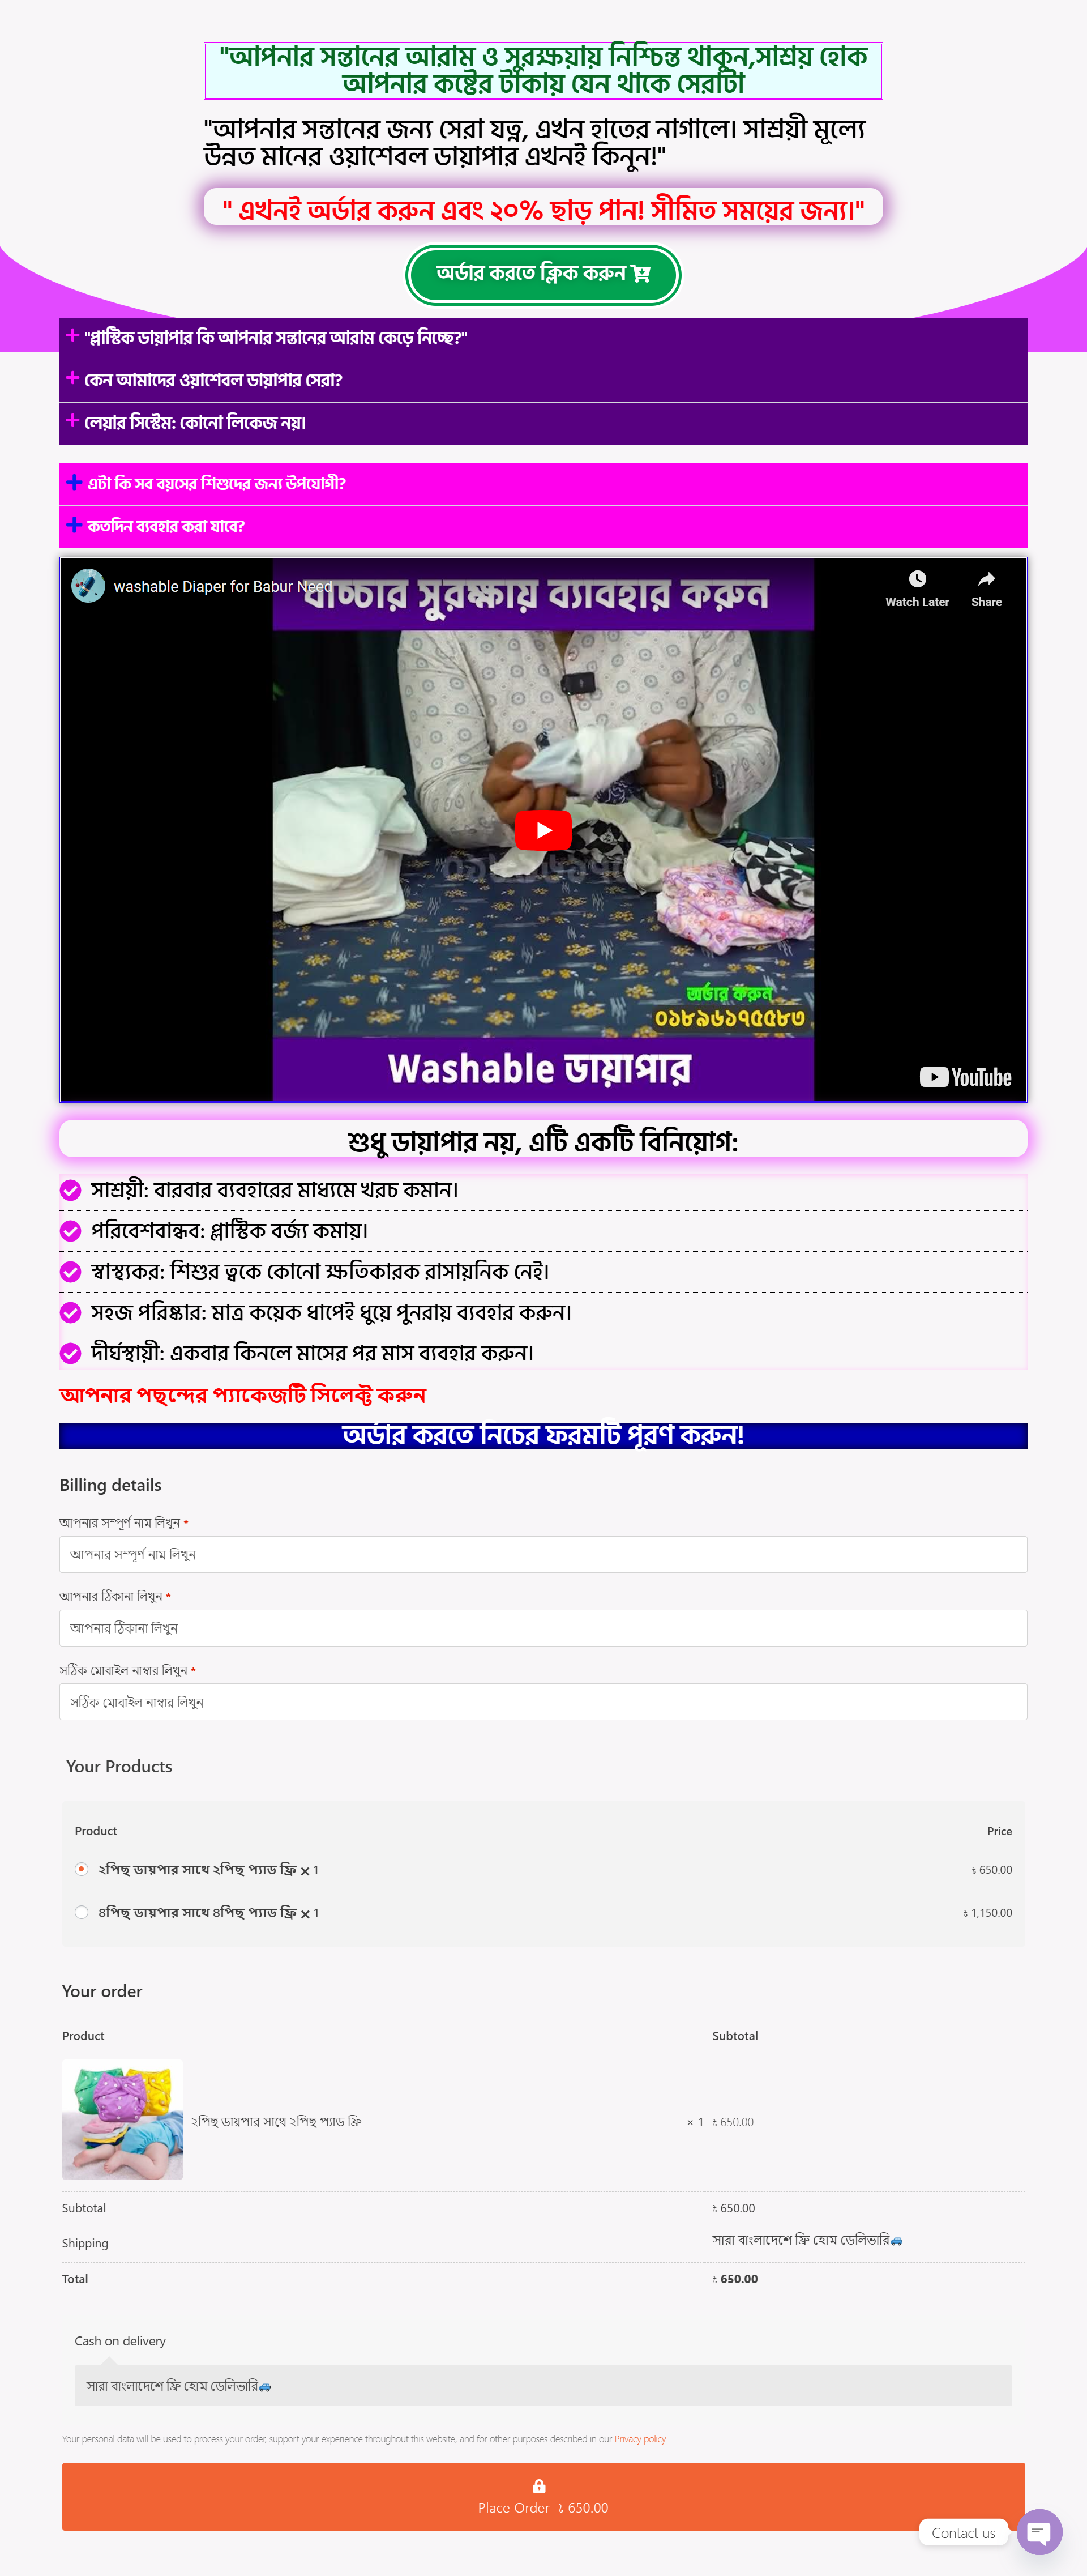 "আপনার সন্তানের আরাম ও সুরক্ষয়ায় নিশ্চিন্ত থাকুন,সাশ্রয় হোক
আপনার কষ্টের টাকায় যেন থাকে সেরাটা
"আপনার সন্তানের জন্য সেরা যত্ন, এখন হাতের নাগালে। সাশ্রয়ী মূল্যে
উন্নত মানের ওয়াশেবল ডায়াপার এখনই কিনুন!"
" এখনই অর্ডার করুন এবং ২০% ছাড় পান! সীমিত সময়ের জন্য।"
অর্ডার করতে ক্লিক করুন
"প্লাস্টিক ডায়াপার কি আপনার সন্তানের আরাম কেড়ে নিচ্ছে?"
কেন আমাদের ওয়াশেবল ডায়াপার সেরা?
লেয়ার সিস্টেম: কোনো লিকেজ নয়।
এটা কি সব বয়সের শিশুদের জন্য উপযোগী?
কতদিন ব্যবহার করা যাবে?
washable Diaper for Babur Need
বাচ্চার সুরক্ষায় ব্যাবহার করুন
Watch Later
Share
অর্ডার করুন
০১৮৯৬১৭৫৫৮৩
Washable ডায়াপার
YouTube
শুধু ডায়াপার নয়, এটি একটি বিনিয়োগ:
সাশ্রয়ী: বারবার ব্যবহারের মাধ্যমে খরচ কমান।
পরিবেশবান্ধব: প্লাস্টিক বর্জ্য কমায়।
স্বাস্থ্যকর: শিশুর ত্বকে কোনো ক্ষতিকারক রাসায়নিক নেই।
সহজ পরিষ্কার: মাত্র কয়েক ধাপেই ধুয়ে পুনরায় ব্যবহার করুন।
দীর্ঘস্থায়ী: একবার কিনলে মাসের পর মাস ব্যবহার করুন।
আপনার পছন্দের প্যাকেজটি সিলেক্ট করুন
অর্ডার করতে নিচের ফরমটি পূরণ করুন!
Billing details
আপনার সম্পূর্ণ নাম লিখুন *
আপনার সম্পূর্ণ নাম লিখুন
আপনার ঠিকানা লিখুন *
আপনার ঠিকানা লিখুন
সঠিক মোবাইল নাম্বার লিখুন *
সঠিক মোবাইল নাম্বার লিখুন
Your Products
Product Price
২পিছ ডায়পার সাথে ২পিছ প্যাড ফ্রি × 1 ৳ 650.00
৪পিছ ডায়পার সাথে ৪পিছ প্যাড ফ্রি × 1 ৳ 1,150.00
Your order
Product Subtotal
২পিছ ডায়পার সাথে ২পিছ প্যাড ফ্রি × 1 ৳ 650.00
Subtotal ৳ 650.00
Shipping সারা বাংলাদেশে ফ্রি হোম ডেলিভারি🚙
Total ৳ 650.00
Cash on delivery
সারা বাংলাদেশে ফ্রি হোম ডেলিভারি🚙
Your personal data will be used to process your order, support your experience throughout this website, and for other purposes described in our Privacy policy.
Place Order ৳ 650.00
Contact us